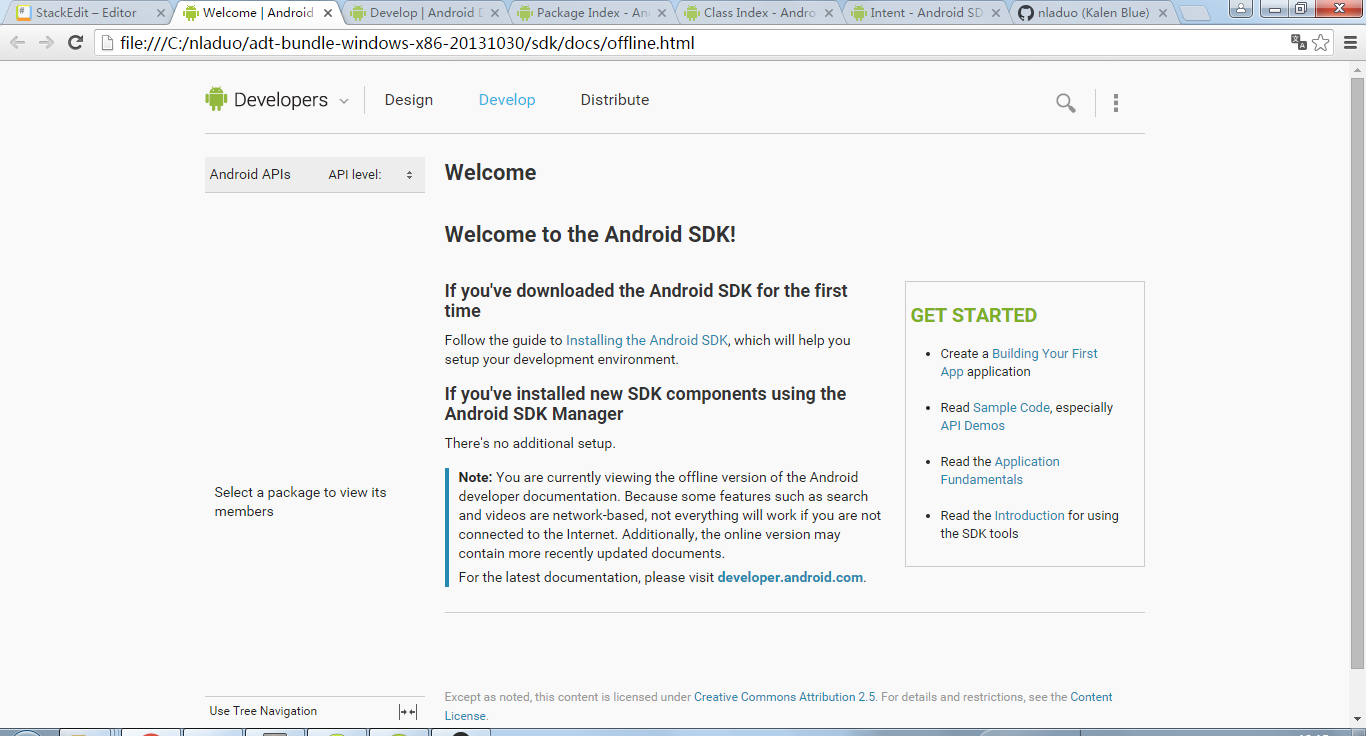 StackEdit – Editor
Welcome | Android
Develop | Android D
Package Index - An
Class Index - Andro
Intent - Android SD
nladuo (Kalen Blue)
file:///C:/nladuo/adt-bundle-windows-x86-20131030/sdk/docs/offline.html
Developers
Design
Develop
Distribute
Android APIs
API level:
Select a package to view its
members
Use Tree Navigation
Welcome
Welcome to the Android SDK!
If you've downloaded the Android SDK for the first
time
Follow the guide to Installing the Android SDK, which will help you
setup your development environment.
If you've installed new SDK components using the
Android SDK Manager
There's no additional setup.
Note: You are currently viewing the offline version of the Android
developer documentation. Because some features such as search
and videos are network-based, not everything will work if you are not
connected to the Internet. Additionally, the online version may
contain more recently updated documents.
For the latest documentation, please visit developer.android.com.
GET STARTED
• Create a Building Your First
App application
• Read Sample Code, especially
API Demos
• Read the Application
Fundamentals
• Read the Introduction for using
the SDK tools
Except as noted, this content is licensed under Creative Commons Attribution 2.5. For details and restrictions, see the Content
License.